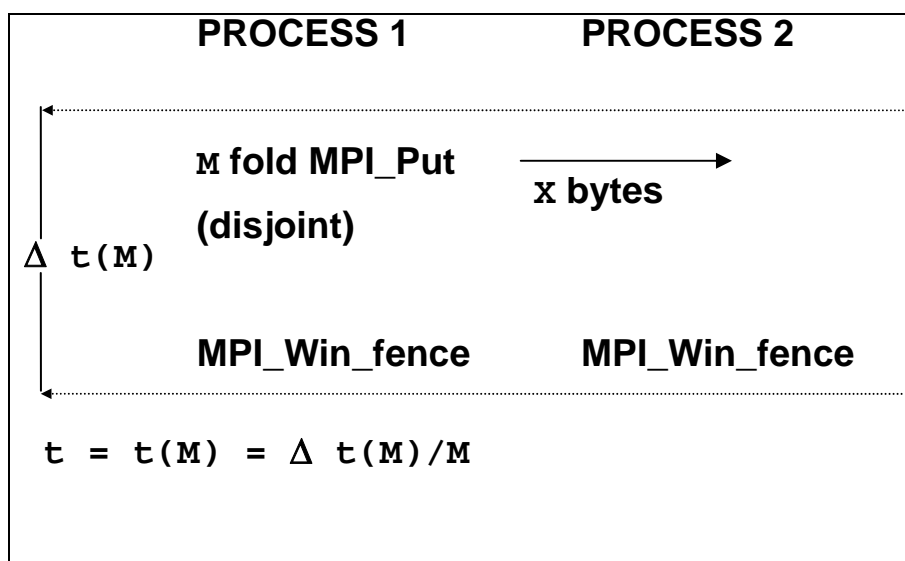 PROCESS 1 PROCESS 2
M fold MPI_Put
X bytes
(disjoint)
Δ t(M)
MPI_Win_fence MPI_Win_fence
t = t(M) = Δ t(M)/M